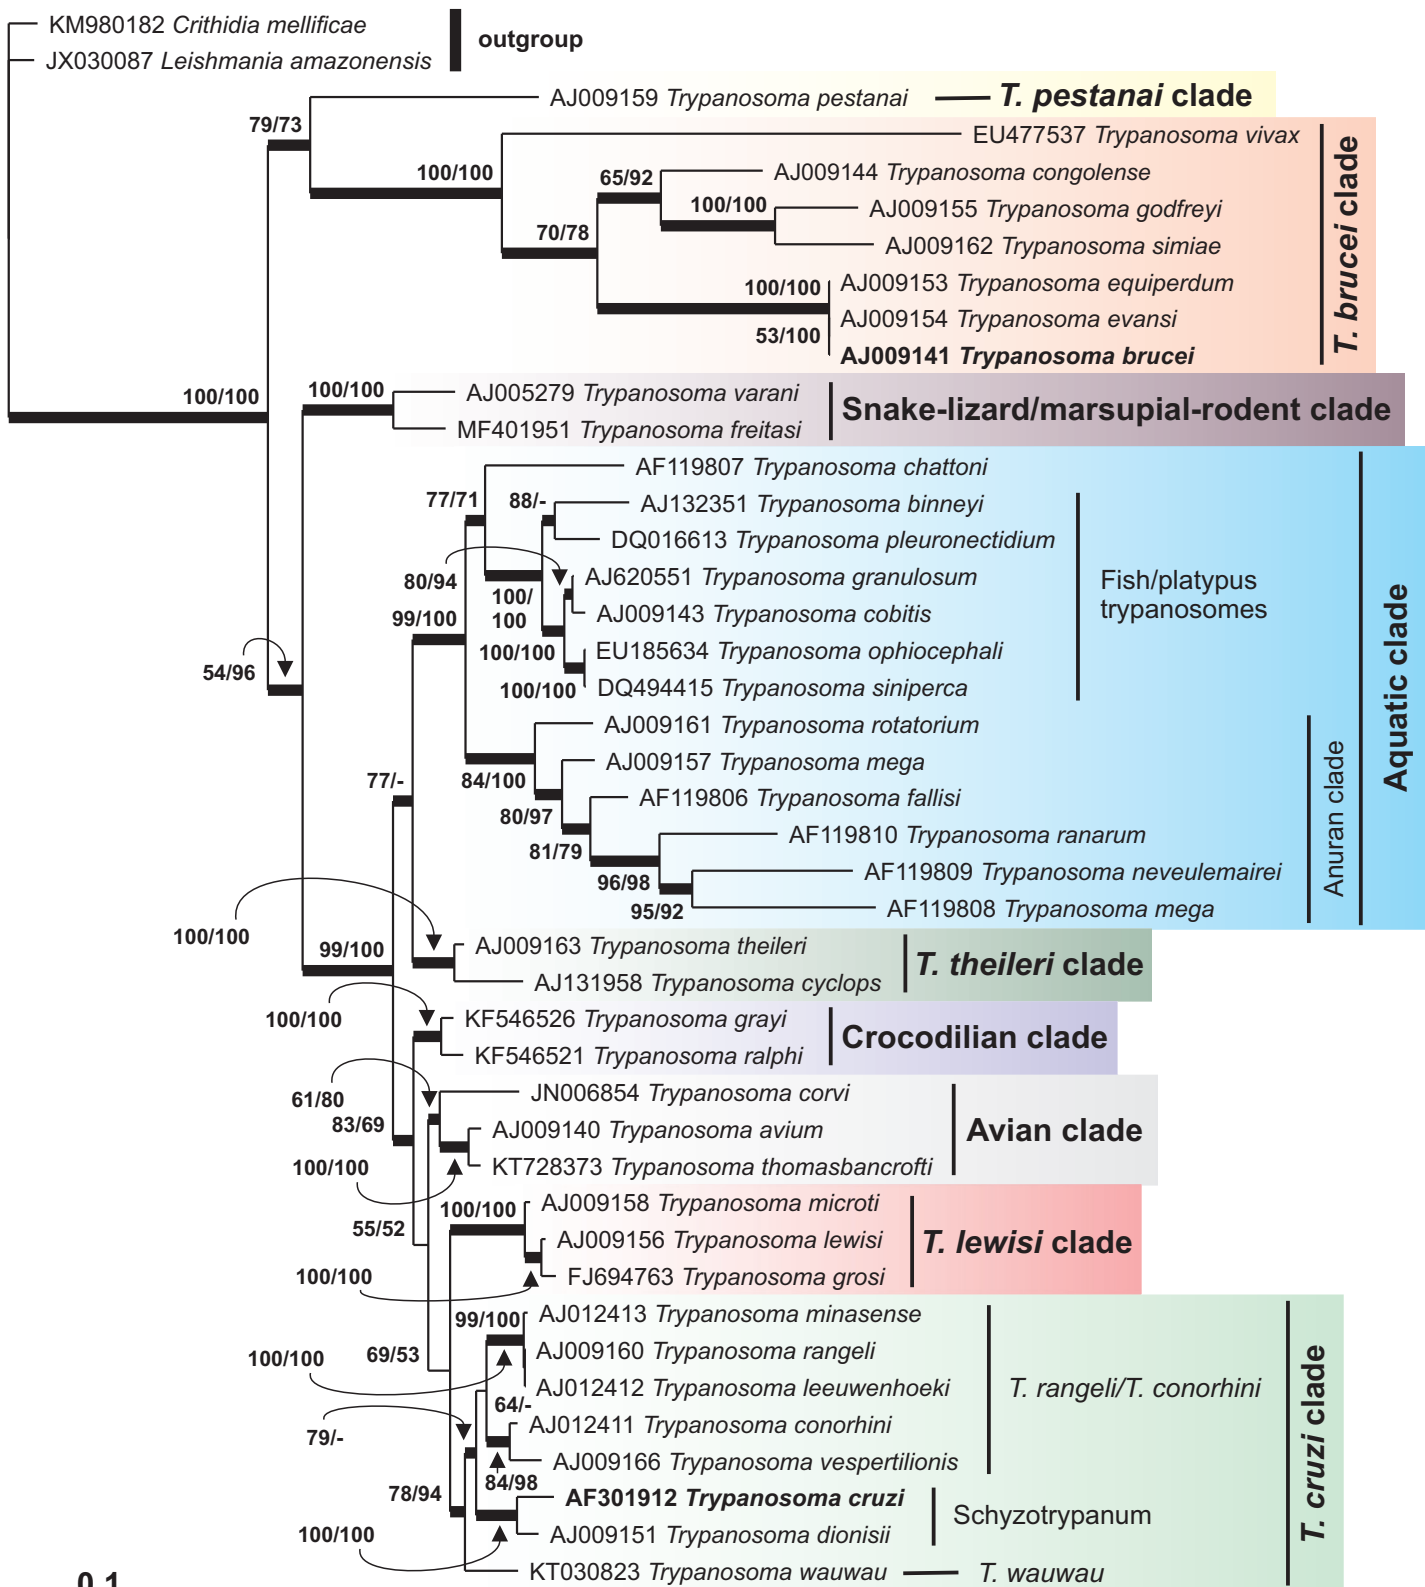 KM980182 Crithidia mellificae
JX030087 Leishmania amazonensis
outgroup
AJ009159 Trypanosoma pestanai
T. pestanai clade
79/73
EU477537 Trypanosoma vivax
100/100
65/92
AJ009144 Trypanosoma congolense
100/100
AJ009155 Trypanosoma godfreyi
70/78
AJ009162 Trypanosoma simiae
100/100
AJ009153 Trypanosoma equiperdum
AJ009154 Trypanosoma evansi
53/100
AJ009141 Trypanosoma brucei
T. brucei clade
100/100
100/100
AJ005279 Trypanosoma varani
MF401951 Trypanosoma freitasi
Snake-lizard/marsupial-rodent clade
AF119807 Trypanosoma chattoni
77/71
88/-
AJ132351 Trypanosoma binneyi
DQ016613 Trypanosoma pleuronectidium
80/94
AJ620551 Trypanosoma granulosum
100/
100
AJ009143 Trypanosoma cobitis
99/100
100/100
EU185634 Trypanosoma ophiocephali
100/100
DQ494415 Trypanosoma siniperca
Fish/platypus
trypanosomes
54/96
AJ009161 Trypanosoma rotatorium
84/100
AJ009157 Trypanosoma mega
77/-
80/97
AF119806 Trypanosoma fallisi
81/79
AF119810 Trypanosoma ranarum
96/98
AF119809 Trypanosoma neveulemairei
95/92
AF119808 Trypanosoma mega
Anuran clade
Aquatic clade
100/100
99/100
AJ009163 Trypanosoma theileri
AJ131958 Trypanosoma cyclops
T. theileri clade
100/100
KF546526 Trypanosoma grayi
KF546521 Trypanosoma ralphi
Crocodilian clade
61/80
83/69
JN006854 Trypanosoma corvi
AJ009140 Trypanosoma avium
100/100
KT728373 Trypanosoma thomasbancrofti
Avian clade
55/52
100/100
AJ009158 Trypanosoma microti
AJ009156 Trypanosoma lewisi
100/100
FJ694763 Trypanosoma grosi
T. lewisi clade
99/100
AJ012413 Trypanosoma minasense
69/53
100/100
AJ009160 Trypanosoma rangeli
AJ012412 Trypanosoma leeuwenhoeki
64/-
AJ012411 Trypanosoma conorhini
79/-
AJ009166 Trypanosoma vespertilionis
84/98
T. rangeli/T. conorhini
78/94
AF301912 Trypanosoma cruzi
100/100
AJ009151 Trypanosoma dionisii
Schyzotrypanum
KT030823 Trypanosoma wauwau
T. wauwau
T. cruzi clade
0.1